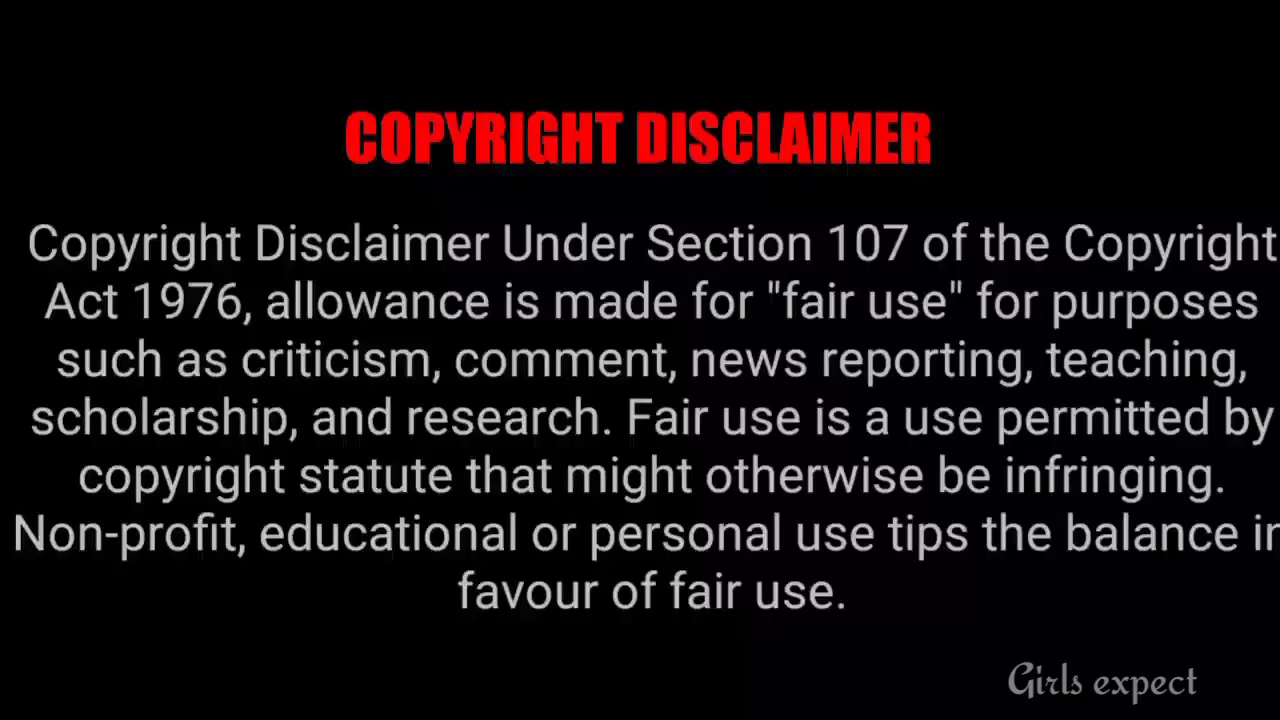 COPYRIGHT DISCLAIMER
Copyright Disclaimer Under Section 107 of the Copyright
Act 1976, allowance is made for "fair use" for purposes
such as criticism, comment, news reporting, teaching,
scholarship, and research. Fair use is a use permitted by
copyright statute that might otherwise be infringing.
Non-profit, educational or personal use tips the balance in
favour of fair use.
Girls expect